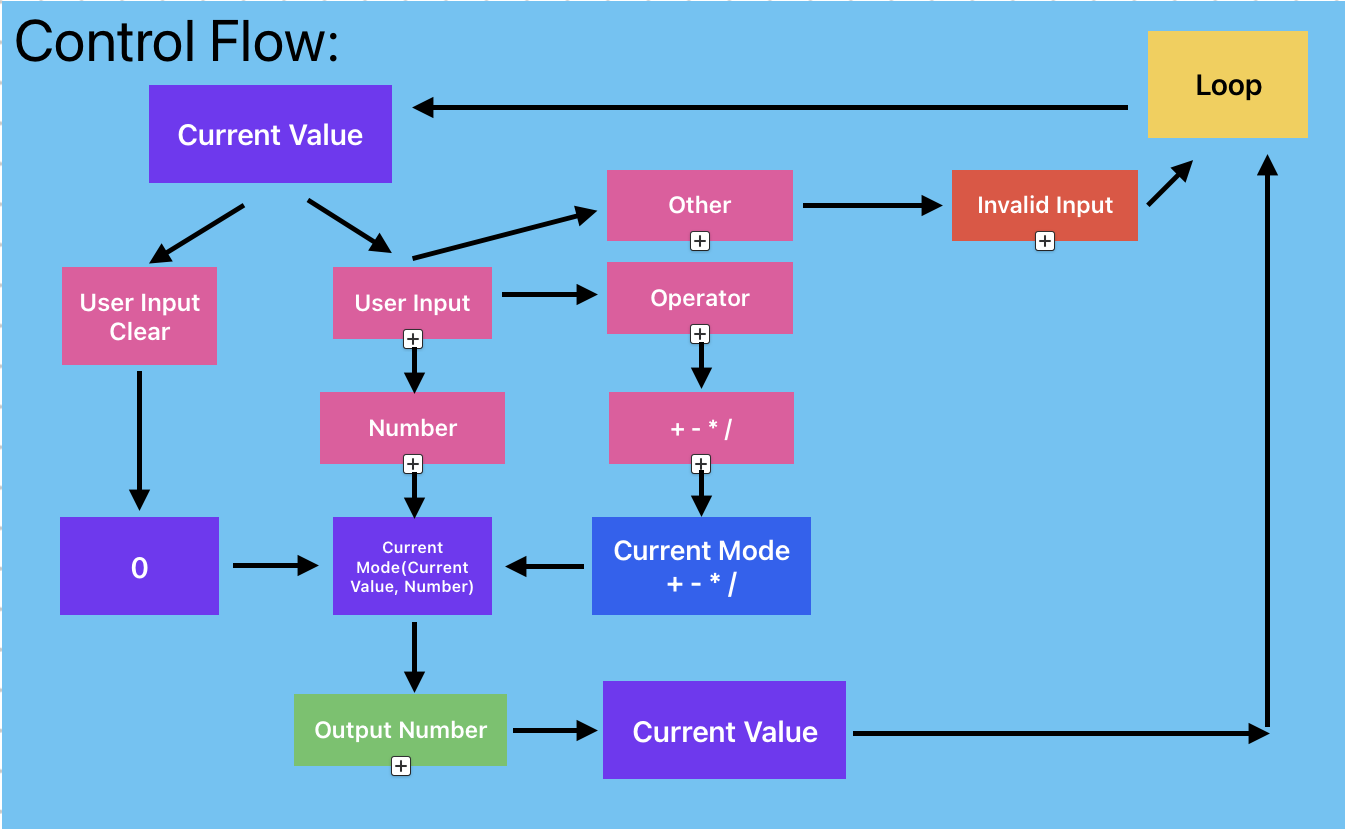 Control Flow:
Loop
Current Value
Other
Invalid Input
User Input
Clear
User Input
Operator
Number
+ - * /
0
Current
Mode(Current
Value, Number)
Current Mode
+ - * /
Output Number
Current Value